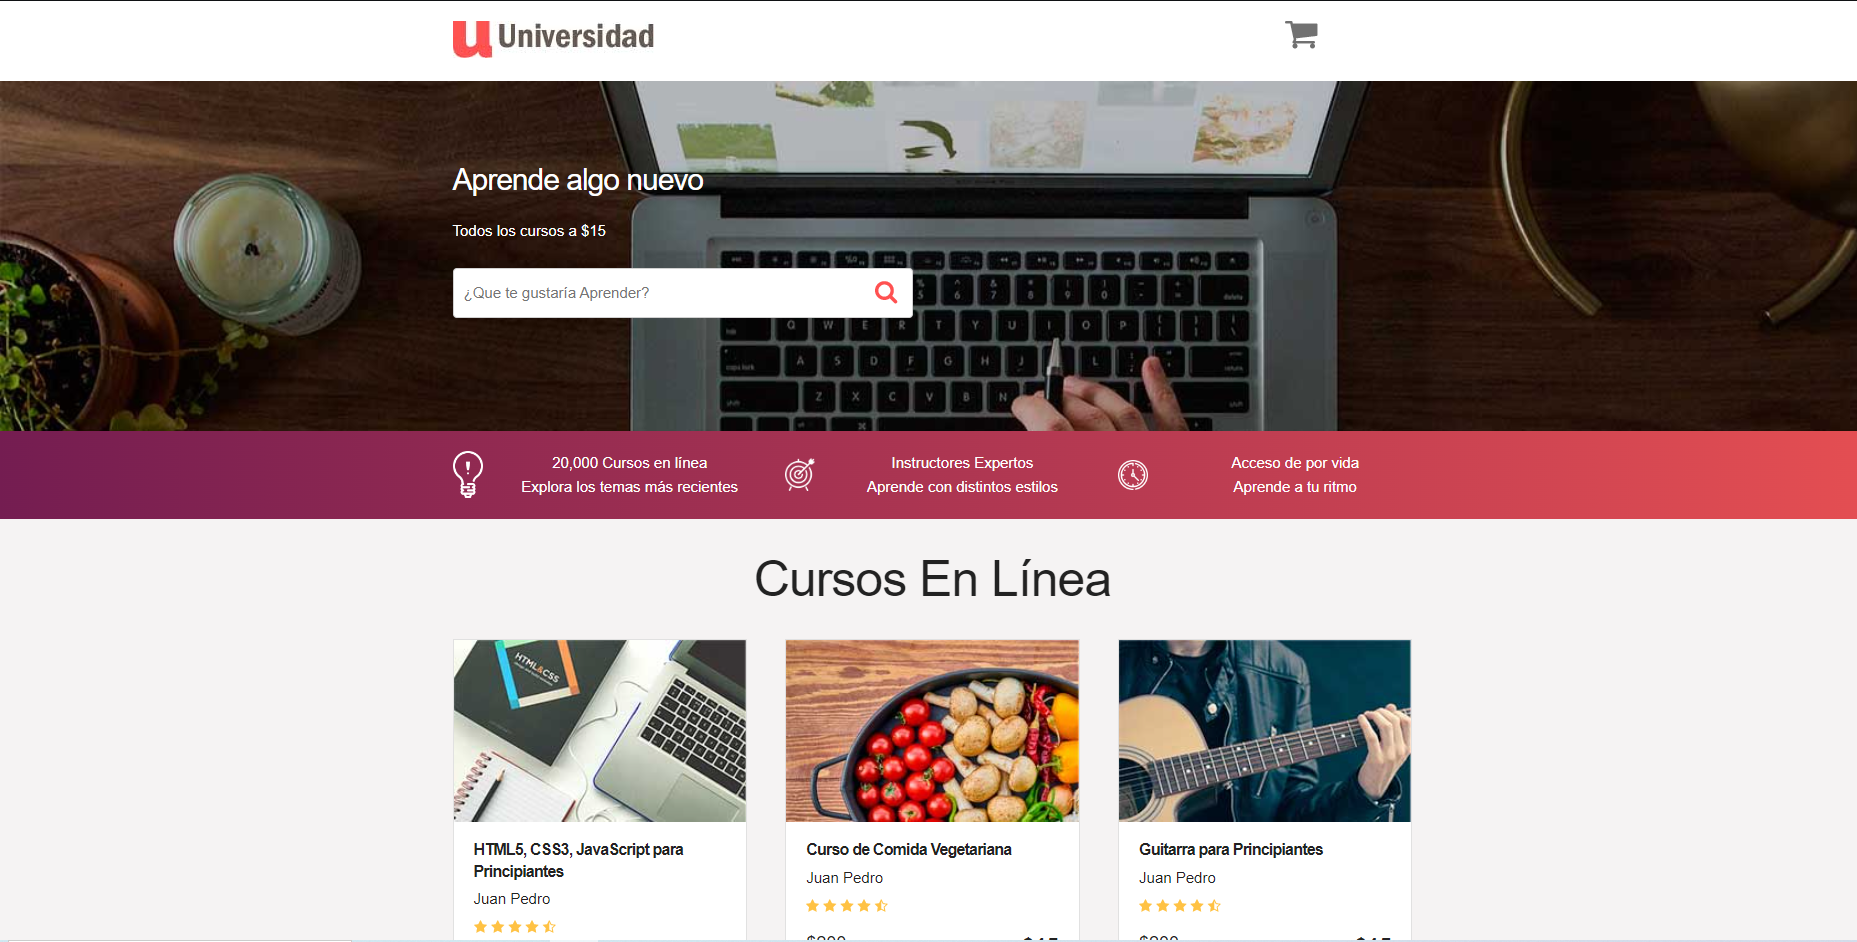 Universidad
Aprende algo nuevo
Todos los cursos a $15
¿Que te gustaría Aprender?
20,000 Cursos en línea
Explora los temas más recientes
Instructores Expertos
Aprende con distintos estilos
Acceso de por vida
Aprende a tu ritmo
Cursos En Línea
HTML&CSS
HTML5, CSS3, JavaScript para
Principiantes
Juan Pedro
Curso de Comida Vegetariana
Juan Pedro
Guitarra para Principiantes
Juan Pedro